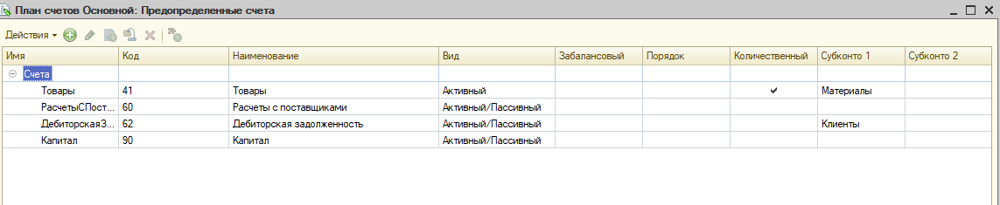 План счетов Основной: Предопределенные счета
Действия
Имя Код Наименование Вид Забалансовый Порядок Количественный Субконто 1 Субконто 2
Счета
Товары 41 Товары Активный Материалы
РасчетыСПост... 60 Расчеты с поставщиками Активный/Пассивный
ДебиторскаяЗ... 62 Дебиторская задолженность Активный/Пассивный Клиенты
Капитал 90 Капитал Активный/Пассивный